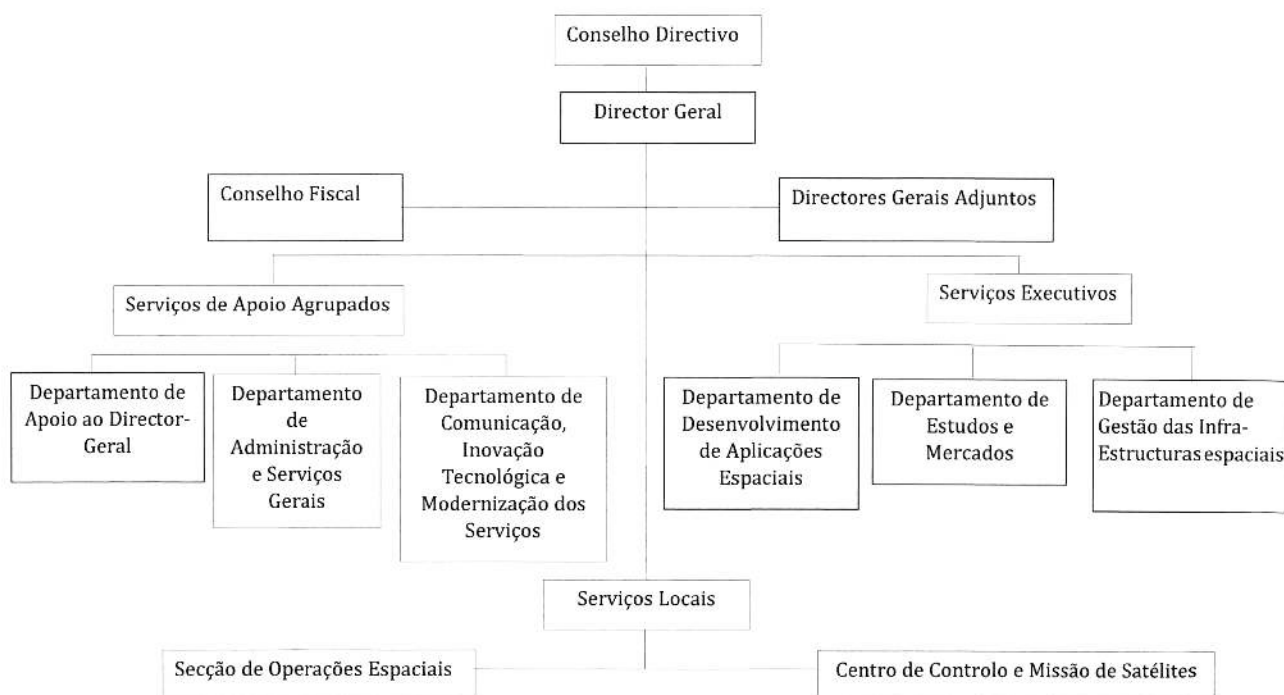 Conselho Directivo
Director Geral
Conselho Fiscal
Directores Gerais Adjuntos
Serviços de Apoio Agrupados
Serviços Executivos
Departamento de
Apoio ao Director-
Geral
Departamento
de
Administração
e Serviços
Gerais
Departamento de
Comunicação,
Inovação
Tecnológica e
Modernização dos
Serviços
Departamento de
Desenvolvimento
de Aplicações
Espaciais
Departamento de
Estudos e
Mercados
Departamento de
Gestão das Infra-
Estructuras espaciais
Serviços Locais
Secção de Operações Espaciais
Centro de Controlo e Missão de Satélites